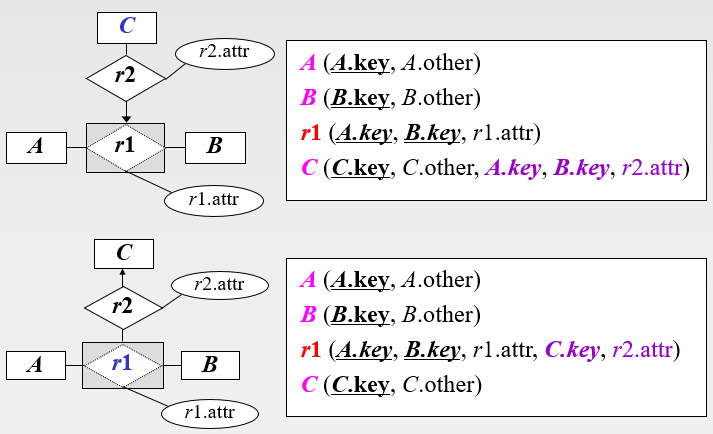 C
r2.attr
r2
A
r1
B
r1.attr
A (A.key, A.other)
B (B.key, B.other)
r1 (A.key, B.key, r1.attr)
C (C.key, C.other, A.key, B.key, r2.attr)
C
r2.attr
r2
A
r1
B
r1.attr
A (A.key, A.other)
B (B.key, B.other)
r1 (A.key, B.key, r1.attr, C.key, r2.attr)
C (C.key, C.other)